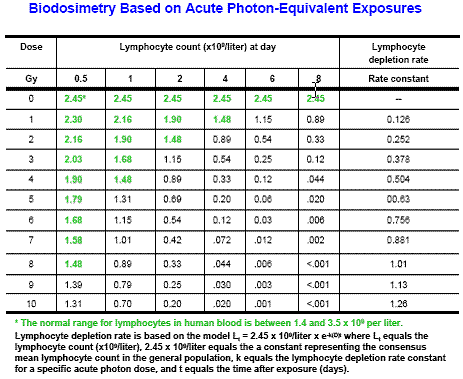 Biodosimetry Based on Acute Photon-Equivalent Exposures
Dose Lymphocyte count (x10⁹/liter) at day Lymphocyte
depletion rate
Gy 0.5 1 2 4 6 8 Rate constant
0 2.45* 2.45 2.45 2.45 2.45 2.45 --
1 2.30 2.16 1.90 1.48 1.15 0.89 0.126
2 2.16 1.90 1.48 0.89 0.54 0.33 0.252
3 2.03 1.68 1.15 0.54 0.25 0.12 0.378
4 1.90 1.48 0.89 0.33 0.12 .044 0.504
5 1.79 1.31 0.69 0.20 0.06 .020 00.63
6 1.68 1.15 0.54 0.12 0.03 .006 0.756
7 1.58 1.01 0.42 .072 .012 .002 0.881
8 1.48 0.89 0.33 .044 .006 <.001 1.01
9 1.39 0.79 0.25 .030 .003 <.001 1.13
10 1.31 0.70 0.20 .020 .001 <.001 1.26
* The normal range for lymphocytes in human blood is between 1.4 and 3.5 x 10⁹ per liter.
Lymphocyte depletion rate is based on the model Lₜ = 2.45 x 10⁹/liter x e where Lₜ equals the
lymphocyte count (x10⁹/liter), 2.45 x 10⁹/liter equals the a constant representing the consensus
mean lymphocyte count in the general population, k equals the lymphocyte depletion rate constant
for a specific acute photon dose, and t equals the time after exposure (days).